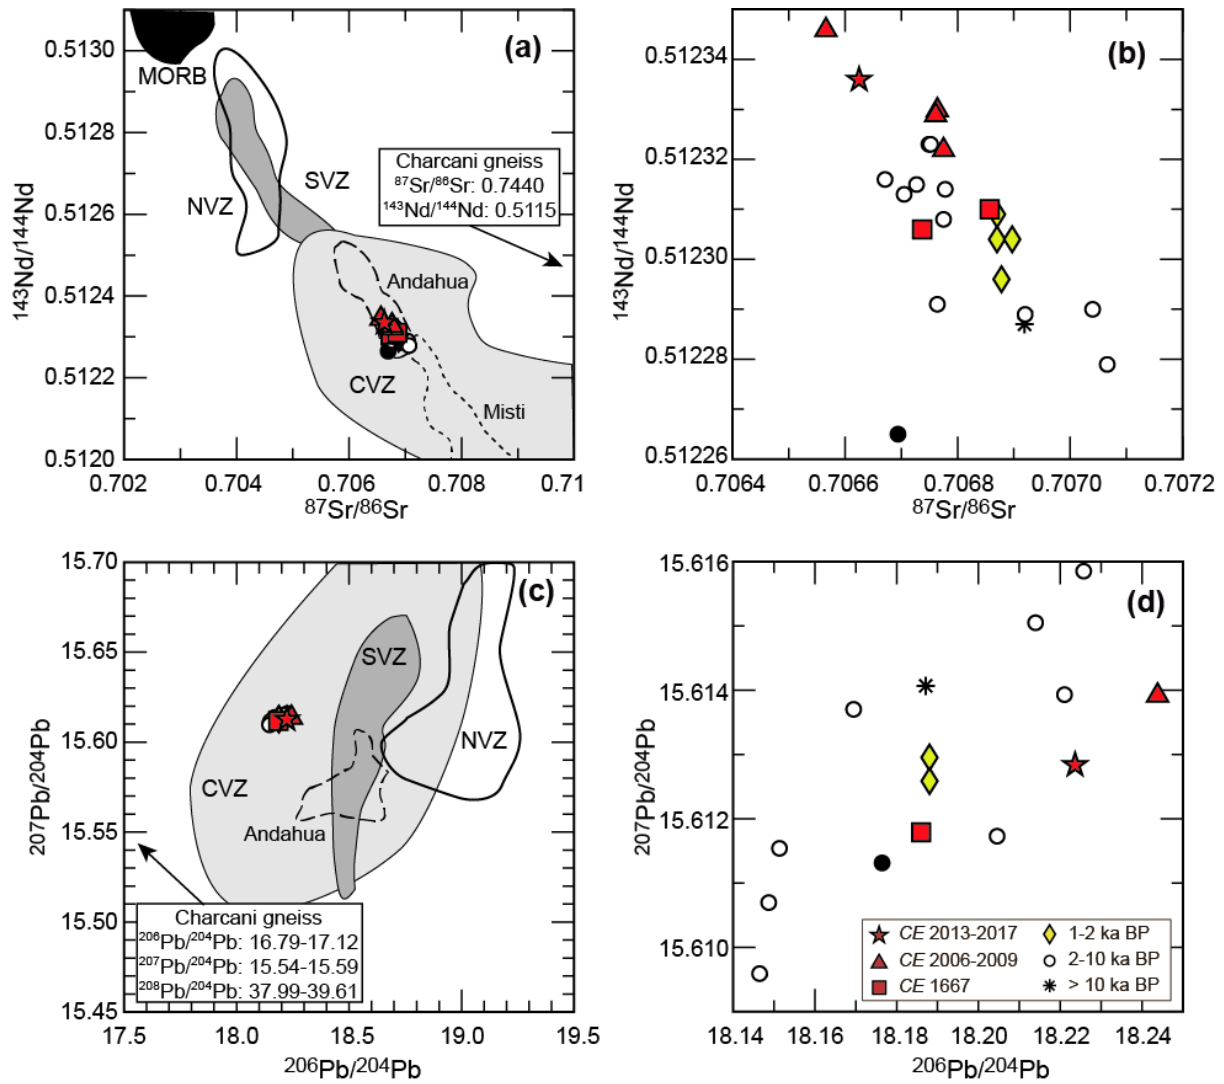 (a)
0.5130
0.5128
0.5126
0.5124
0.5122
0.5120
143Nd/144Nd
MORB
NVZ
SVZ
Charcani gneiss
87Sr/86Sr: 0.7440
143Nd/144Nd: 0.5115
Andahua
CVZ
Misti
0.702
0.704
0.706
0.708
0.71
87Sr/86Sr
(b)
0.51234
0.51232
0.51230
0.51228
0.51226
143Nd/144Nd
0.7064
0.7066
0.7068
0.7070
0.7072
87Sr/86Sr
(c)
15.70
15.65
15.60
15.55
15.50
15.45
207Pb/204Pb
SVZ
NVZ
CVZ
Andahua
Charcani gneiss
206Pb/204Pb: 16.79-17.12
207Pb/204Pb: 15.54-15.59
208Pb/204Pb: 37.99-39.61
17.5
18.0
18.5
19.0
19.5
206Pb/204Pb
(d)
15.616
15.614
15.612
15.610
207Pb/204Pb
CE 2013-2017
CE 2006-2009
CE 1667
1-2 ka BP
2-10 ka BP
> 10 ka BP
18.14
18.16
18.18
18.20
18.22
18.24
206Pb/204Pb